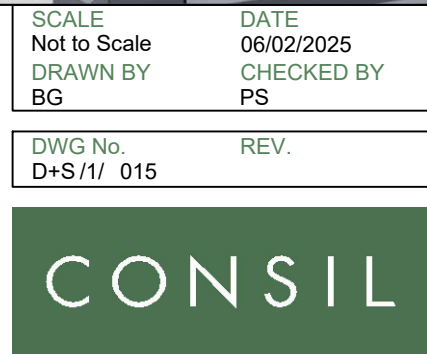 SCALE DATE
Not to Scale 06/02/2025
DRAWN BY CHECKED BY
BG PS
DWG No. REV.
D+S /1/ 015
CONSIL